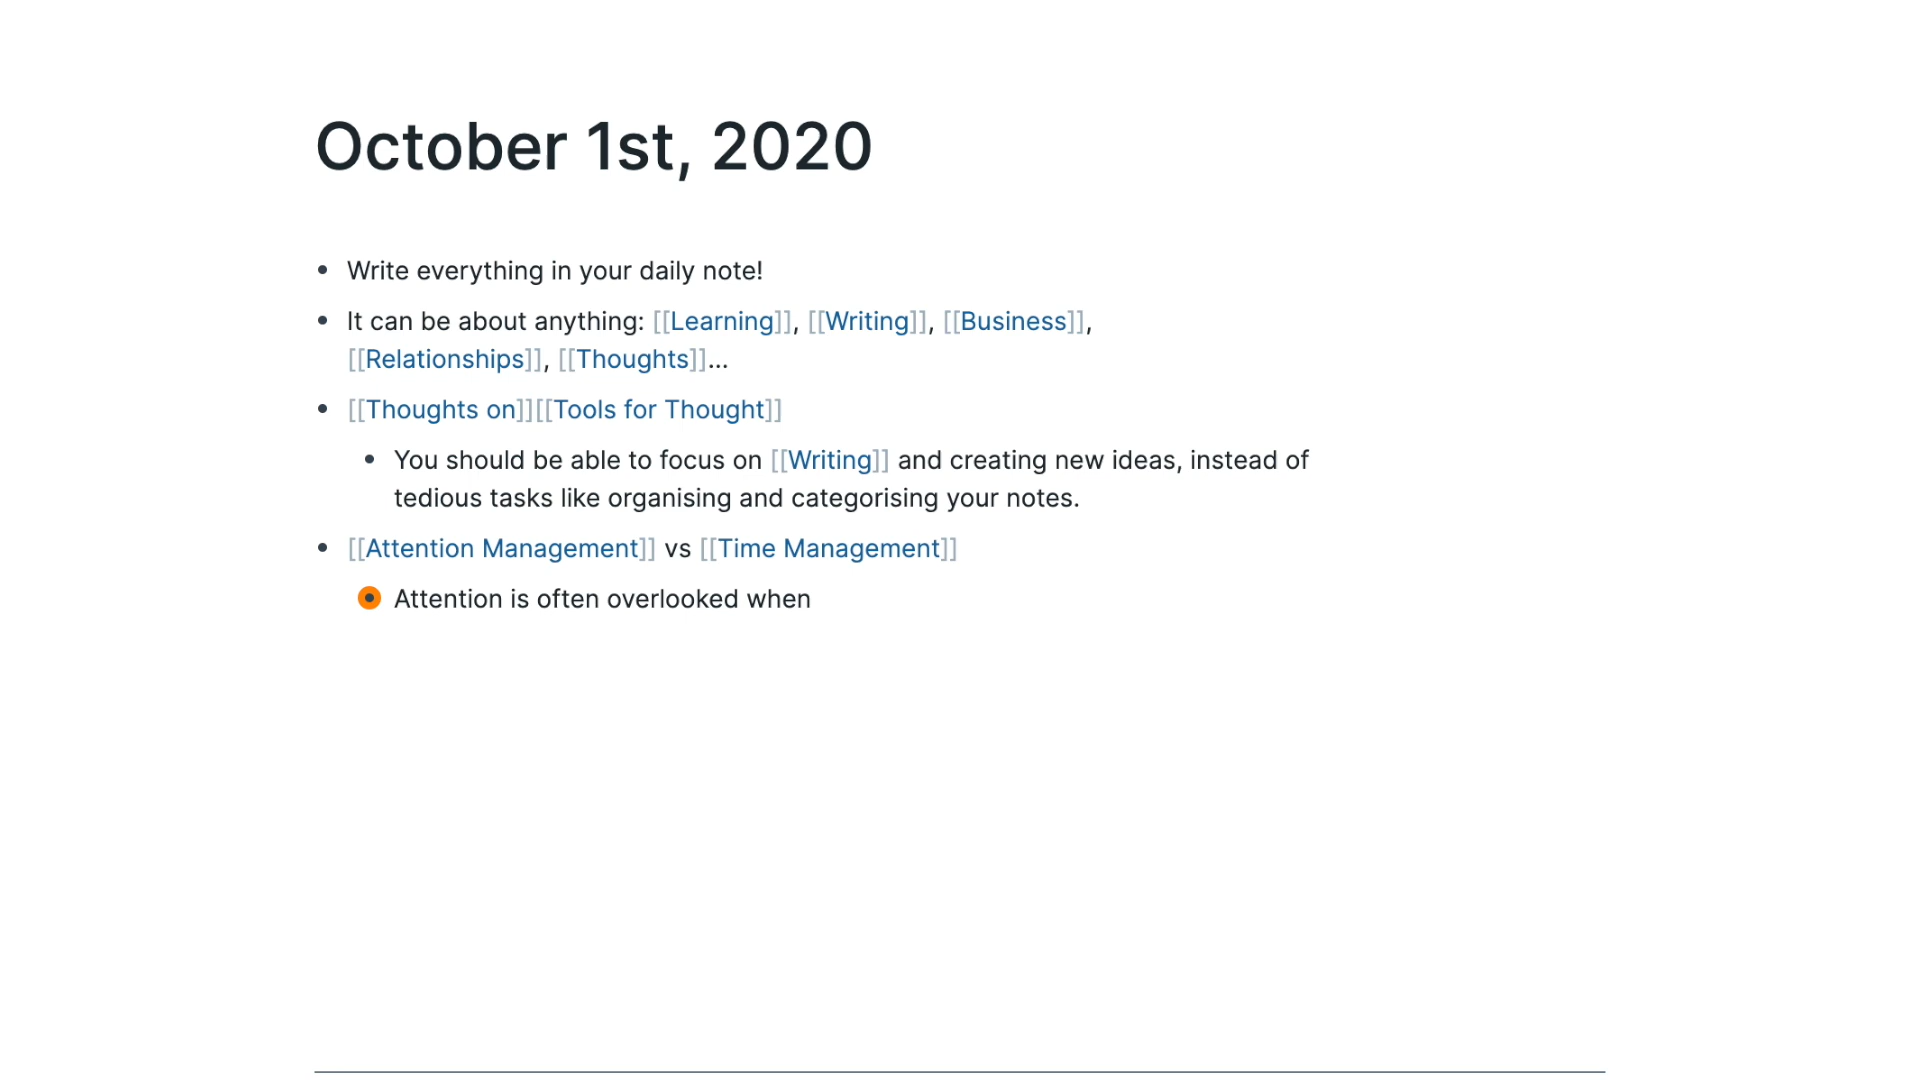 October 1st, 2020
Write everything in your daily note!
It can be about anything: [[Learning]], [[Writing]], [[Business]],
[[Relationships]], [[Thoughts]]...
[[Thoughts on]][[Tools for Thought]]
You should be able to focus on [[Writing]] and creating new ideas, instead of
tedious tasks like organising and categorising your notes.
[[Attention Management]] vs [[Time Management]]
Attention is often overlooked when